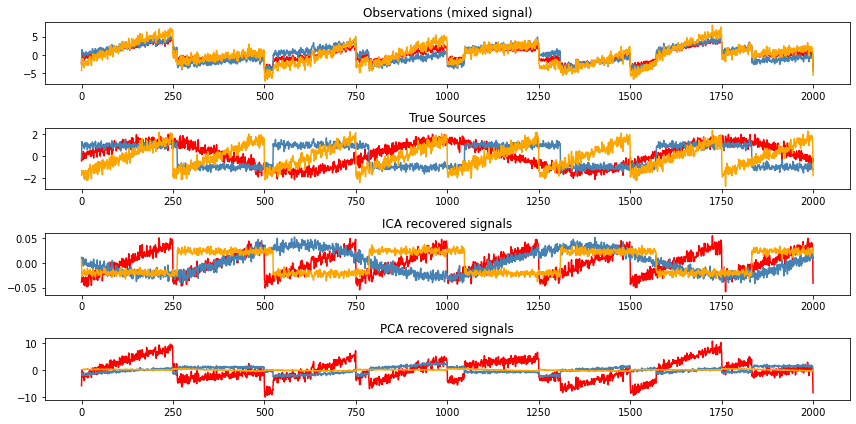 Observations (mixed signal)
5
0
−5
0 250 500 750 1000 1250 1500 1750 2000
True Sources
2
0
−2
0 250 500 750 1000 1250 1500 1750 2000
ICA recovered signals
0.05
0.00
−0.05
0 250 500 750 1000 1250 1500 1750 2000
PCA recovered signals
10
0
−10
0 250 500 750 1000 1250 1500 1750 2000